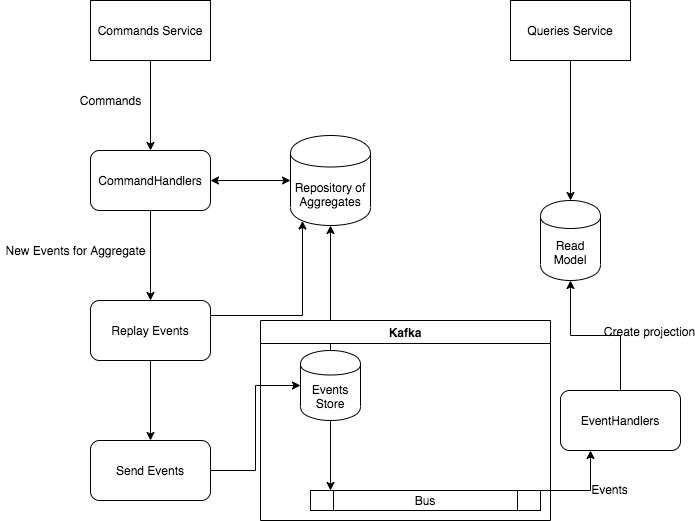 Commands Service
Queries Service
Commands
CommandHandlers
Repository of
Aggregates
New Events for Aggregate
Read
Model
Replay Events
Kafka
Create projection
Events
Store
EventHandlers
Send Events
Events
Bus